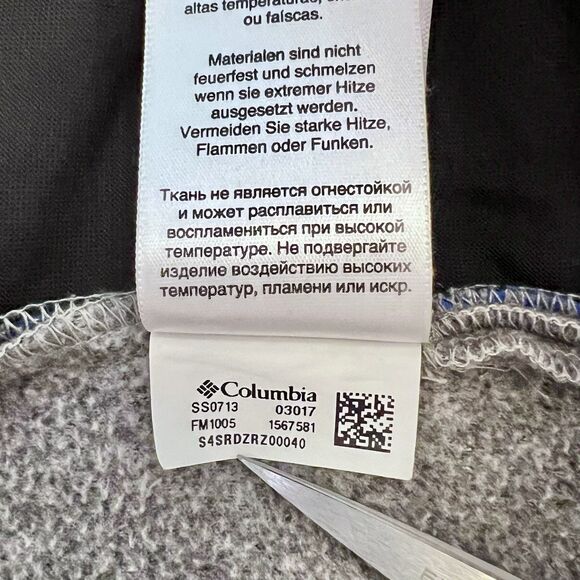 altas temperaturas,
ou faíscas.
Materialen sind nicht
feuerfest und schmelzen
wenn sie extremer Hitze
ausgesetzt werden.
Vermeiden Sie starke Hitze,
Flammen oder Funken.
Ткань не является огнестойкой
и может расплавиться или
воспламениться при высокой
температуре. Не подвергайте
изделие воздействию высоких
температур, пламени или искр.
Columbia
SS0713 03017
FM1005 1567581
S4SRDZRZ00040